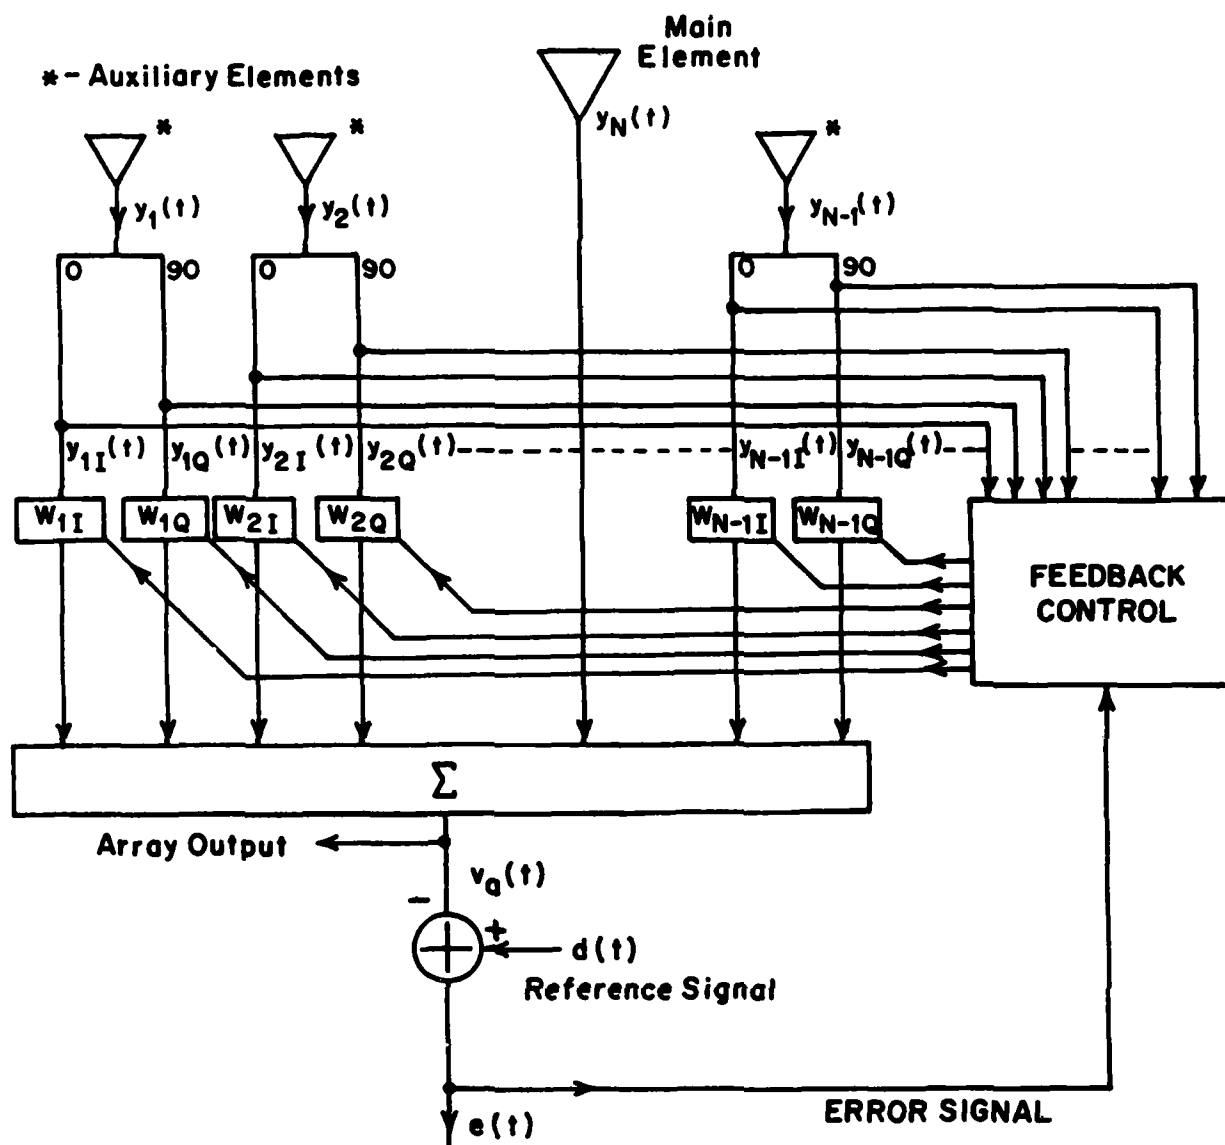 Main
Element
*- Auxiliary Elements
* * *
y_N(t)
y_1(t) y_2(t) y_{N-1}(t)
0 90 0 90 0 90
y_{1I}(t) y_{1Q}(t) y_{2I}(t) y_{2Q}(t) y_{N-1I}(t) y_{N-1Q}(t)
W_{1I} W_{1Q} W_{2I} W_{2Q} W_{N-1I} W_{N-1Q}
FEEDBACK
CONTROL
Σ
Array Output
v_a(t)
- +
d(t)
Reference Signal
ERROR SIGNAL
e(t)